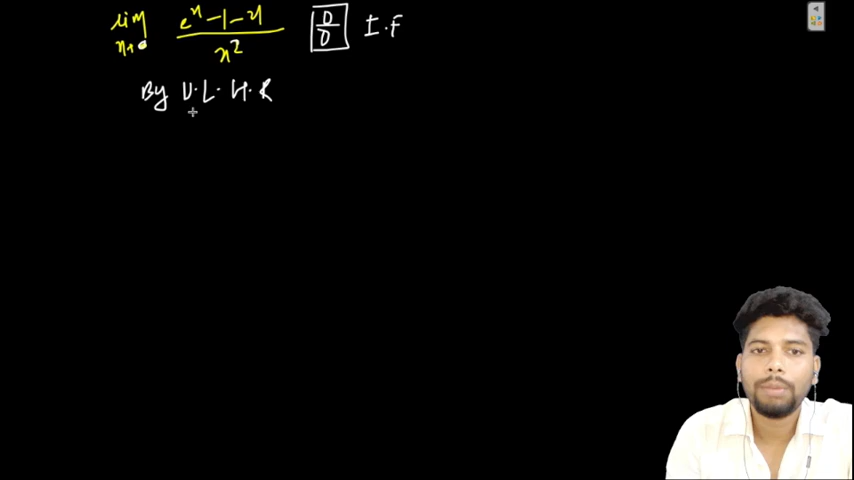 lim x→0 (e^x - 1 - x)/x^2 [0/0] I.F
By U.L.H.R